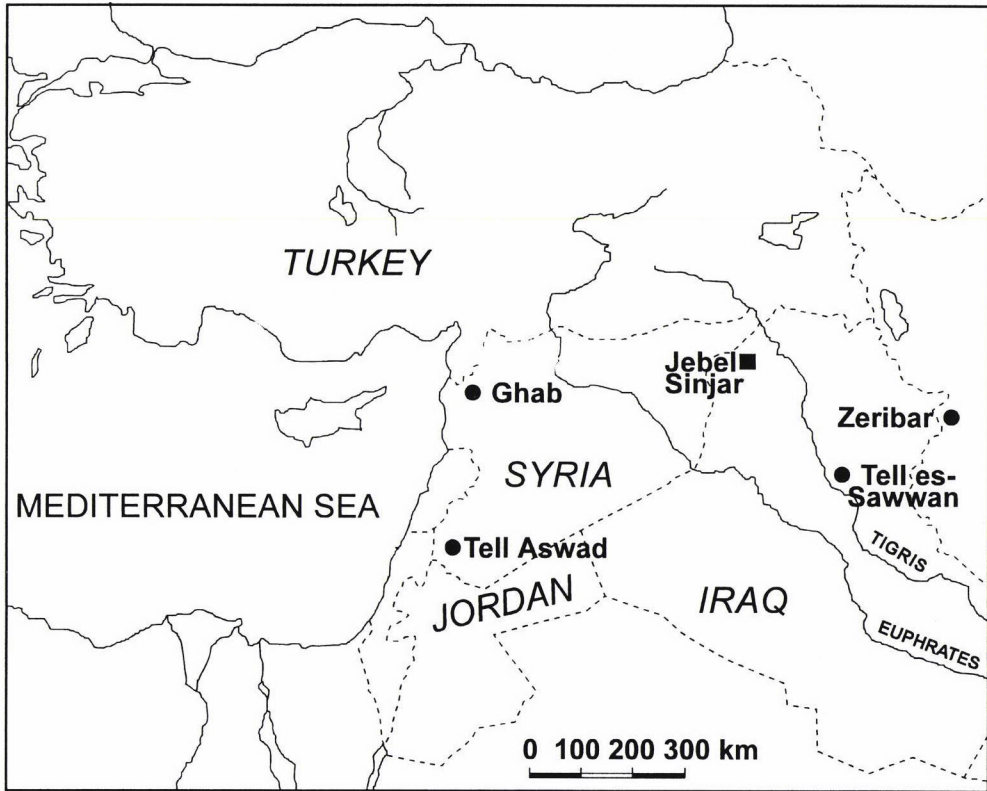 TURKEY
Jebel
Sinjar
Ghab
Zeribar
SYRIA
Tell es-
Sawwan
MEDITERRANEAN SEA
Tell Aswad
TIGRIS
JORDAN
IRAQ
EUPHRATES
0 100 200 300 km